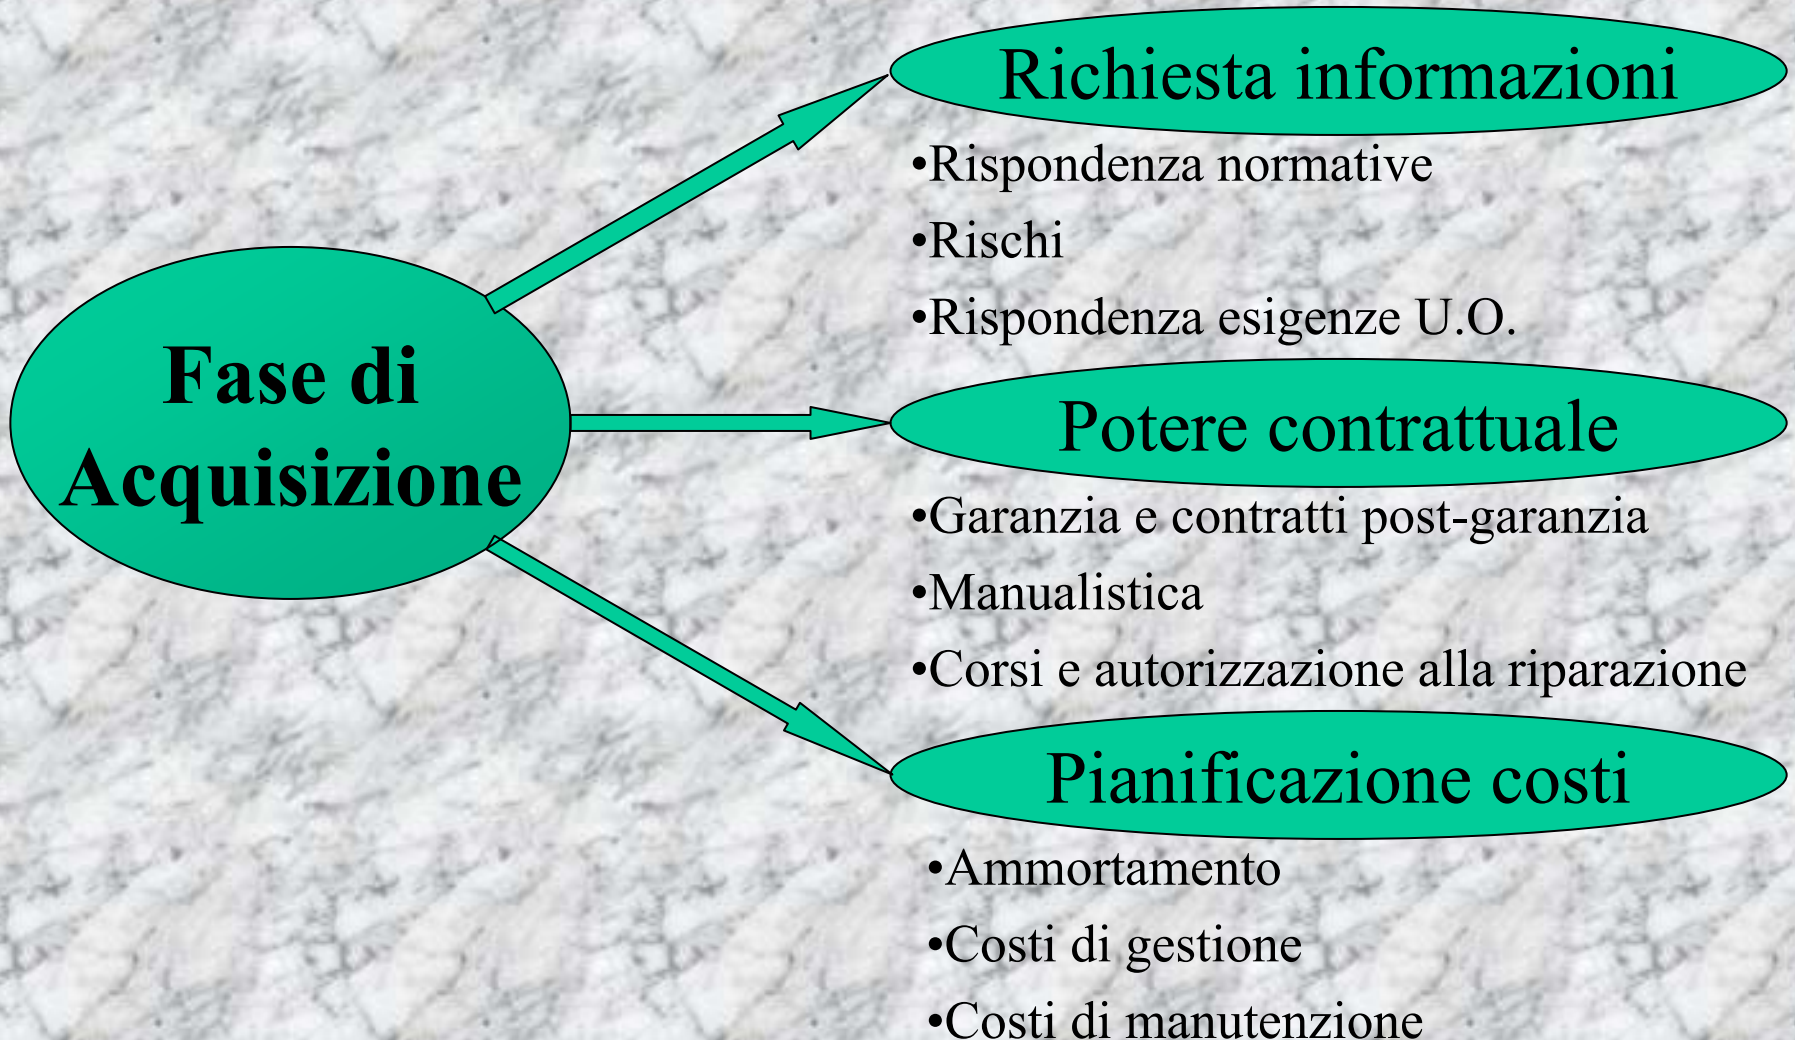 Fase di
Acquisizione
Richiesta informazioni
•Rispondenza normative
•Rischi
•Rispondenza esigenze U.O.
Potere contrattuale
•Garanzia e contratti post-garanzia
•Manualistica
•Corsi e autorizzazione alla riparazione
Pianificazione costi
•Ammortamento
•Costi di gestione
•Costi di manutenzione